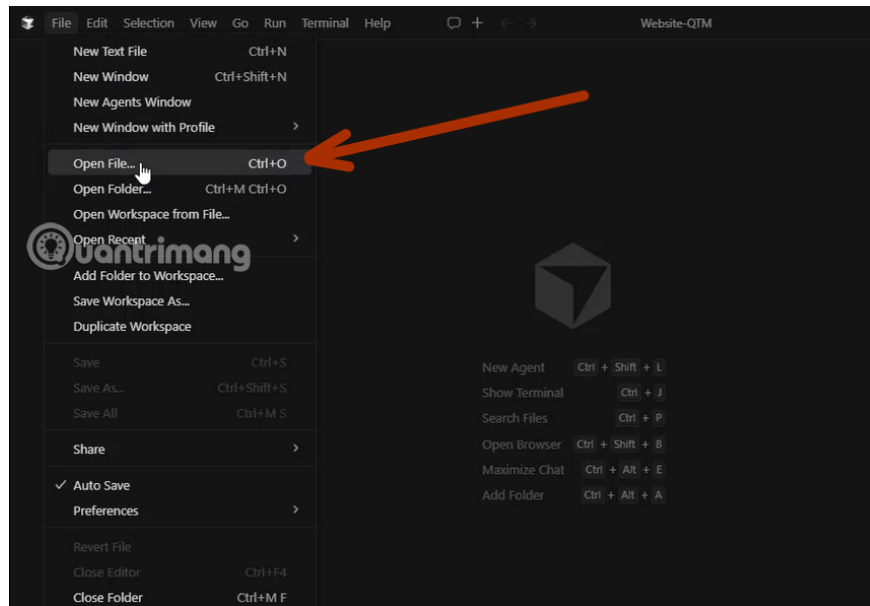 File Edit Selection View Go Run Terminal Help Website-QTM
New Text File Ctrl+N
New Window Ctrl+Shift+N
New Agents Window
New Window with Profile
Open File... Ctrl+O
Open Folder... Ctrl+M Ctrl+O
Open Workspace from File...
Open Recent
Quantrimang
Add Folder to Workspace...
Save Workspace As...
Duplicate Workspace
Save Ctrl+S
Save As... Ctrl+Shift+S
Save All Ctrl+M S
Share
Auto Save
Preferences
Revert File
Close Editor Ctrl+F4
Close Folder Ctrl+M F
New Agent Ctrl + Shift + L
Show Terminal Ctrl + J
Search Files Ctrl + P
Open Browser Ctrl + Shift + B
Maximize Chat Ctrl + Alt + E
Add Folder Ctrl + Alt + A